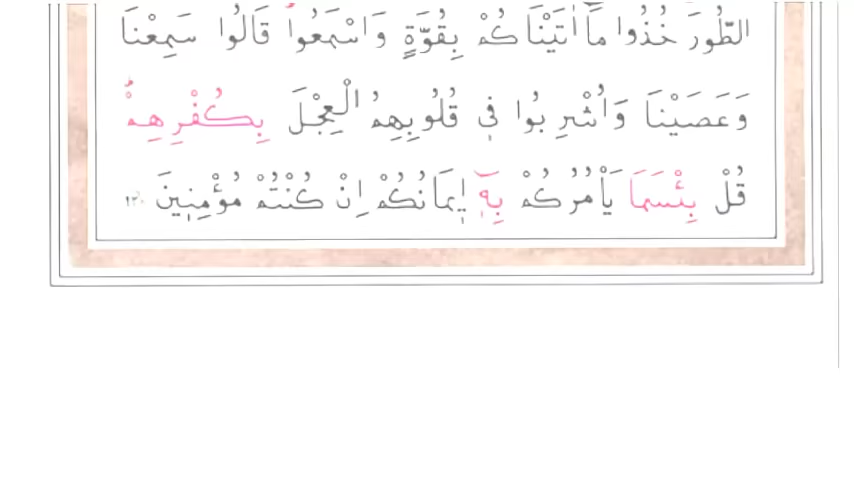 الطُّورَ خُذُوا مَٓا اٰتَيْنَاكُمْ بِقُوَّةٍ وَاسْمَعُوا قَالُوا سَمِعْنَا
وَعَصَيْنَا وَاُشْرِبُوا فٖي قُلُوبِهِمُ الْعِجْلَ بِكُفْرِهِمْ
قُلْ بِئْسَمَا يَأْمُرُكُمْ بِهٖٓ اٖيمَانُكُمْ اِنْ كُنْتُمْ مُؤْمِنٖينَ